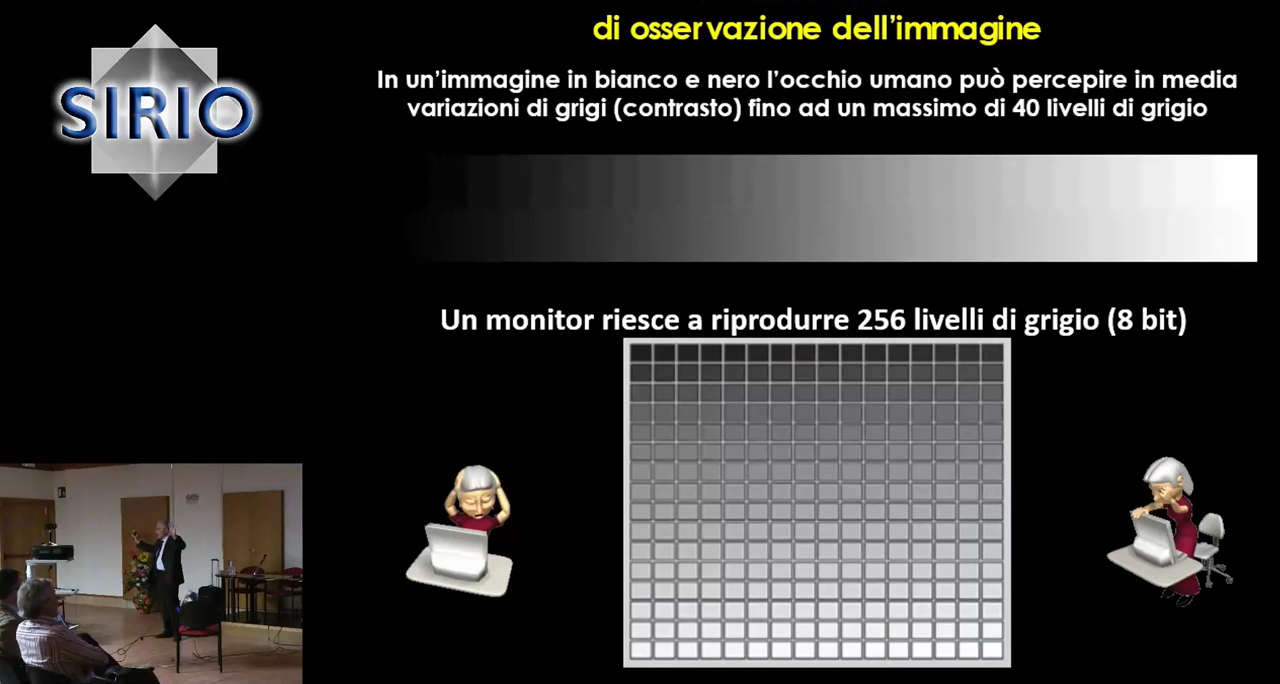 SIRIO
di osservazione dell'immagine
In un'immagine in bianco e nero l'occhio umano può percepire in media
variazioni di grigi (contrasto) fino ad un massimo di 40 livelli di grigio
Un monitor riesce a riprodurre 256 livelli di grigio (8 bit)